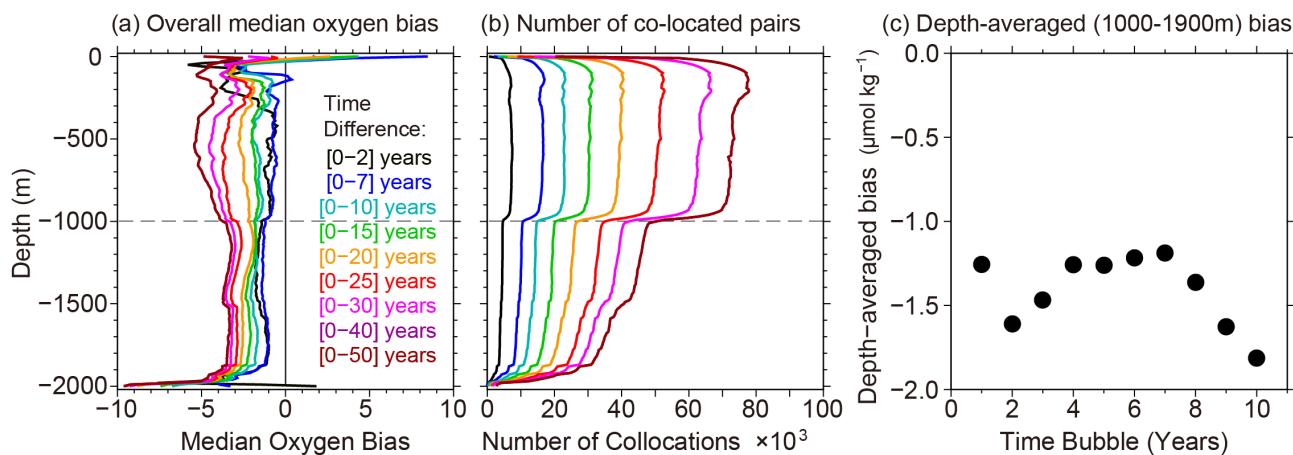 (a) Overall median oxygen bias
(b) Number of co-located pairs
(c) Depth-averaged (1000-1900m) bias
Depth (m)
0
−500
−1000
−1500
−2000
Time
Difference:
[0−2] years
[0−7] years
[0−10] years
[0−15] years
[0−20] years
[0−25] years
[0−30] years
[0−40] years
[0−50] years
−10 −5 0 5 10
Median Oxygen Bias
0 20 40 60 80 100
Number of Collocations ×10³
Depth−averaged bias (μmol kg⁻¹)
0.0
−0.5
−1.0
−1.5
−2.0
0 2 4 6 8 10
Time Bubble (Years)